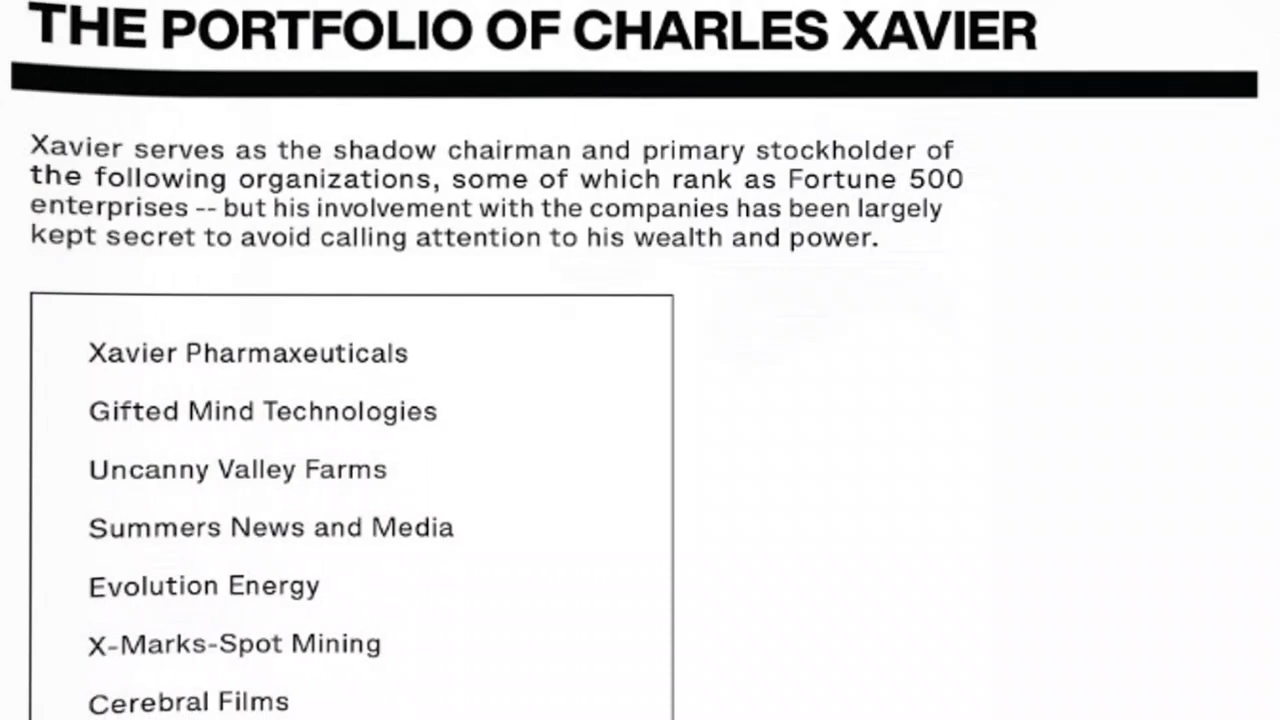 THE PORTFOLIO OF CHARLES XAVIER
Xavier serves as the shadow chairman and primary stockholder of
the following organizations, some of which rank as Fortune 500
enterprises -- but his involvement with the companies has been largely
kept secret to avoid calling attention to his wealth and power.
Xavier Pharmaxeuticals
Gifted Mind Technologies
Uncanny Valley Farms
Summers News and Media
Evolution Energy
X-Marks-Spot Mining
Cerebral Films